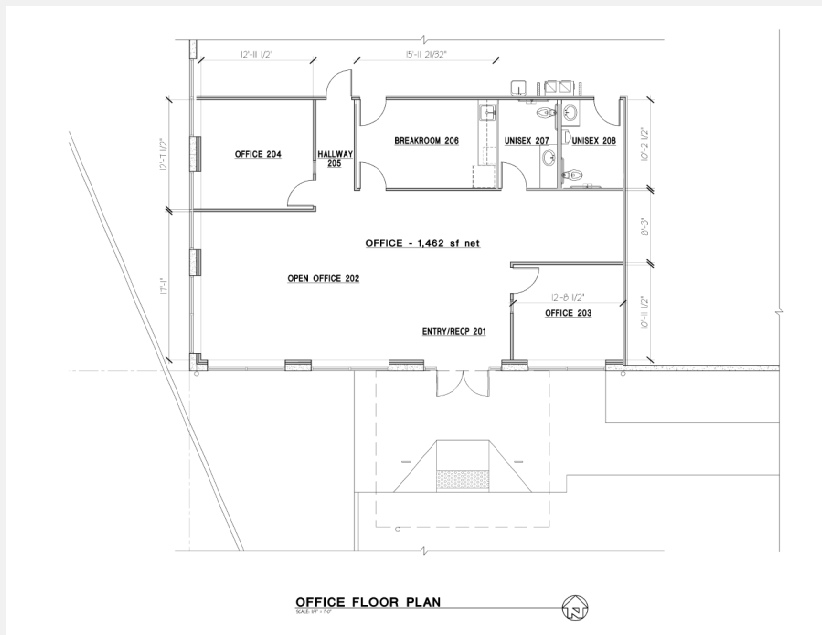 12'-11 1/2"
15'-11 21/32"
OFFICE 204
HALLWAY
205
BREAKROOM 206
UNISEX 207
UNISEX 208
10'-2 1/2"
12'-7 1/2"
OFFICE - 1,462 sf net
8'-3"
OPEN OFFICE 202
17'-1"
12'-8 1/2"
OFFICE 203
10'-11 1/2"
ENTRY/RECP 201
OFFICE FLOOR PLAN
N